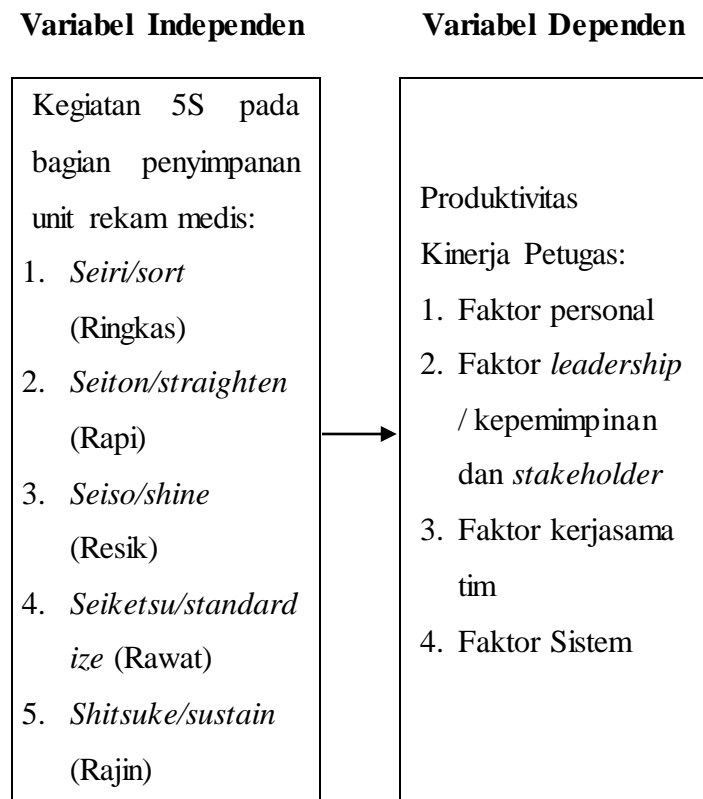 Variabel Independen
Variabel Dependen
Kegiatan 5S pada
bagian penyimpanan
unit rekam medis:
1. Seiri/sort
(Ringkas)
2. Seiton/straighten
(Rapi)
3. Seiso/shine
(Resik)
4. Seiketsu/standard
ize (Rawat)
5. Shitsuke/sustain
(Rajin)
Produktivitas
Kinerja Petugas:
1. Faktor personal
2. Faktor leadership
/ kepemimpinan
dan stakeholder
3. Faktor kerjasama
tim
4. Faktor Sistem